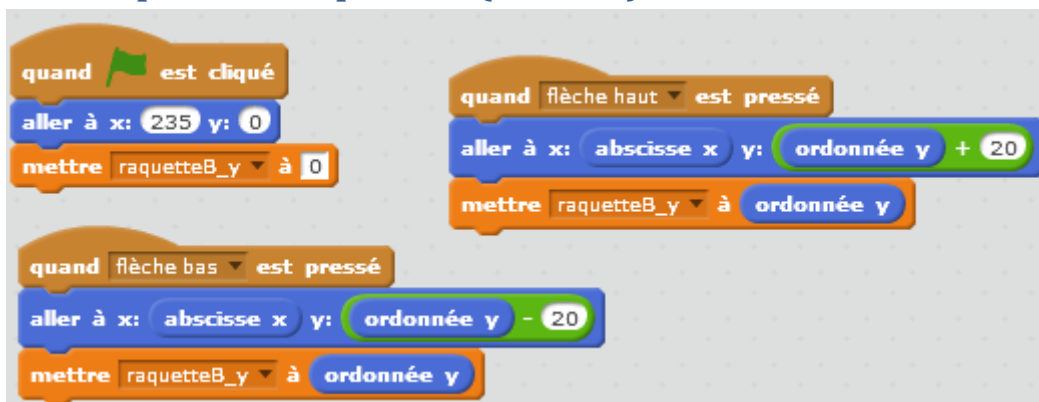 quand est cliqué
aller à x: 235 y: 0
mettre raquetteB_y à 0
quand flèche haut est pressé
aller à x: abscisse x y: ordonnée y + 20
mettre raquetteB_y à ordonnée y
quand flèche bas est pressé
aller à x: abscisse x y: ordonnée y - 20
mettre raquetteB_y à ordonnée y